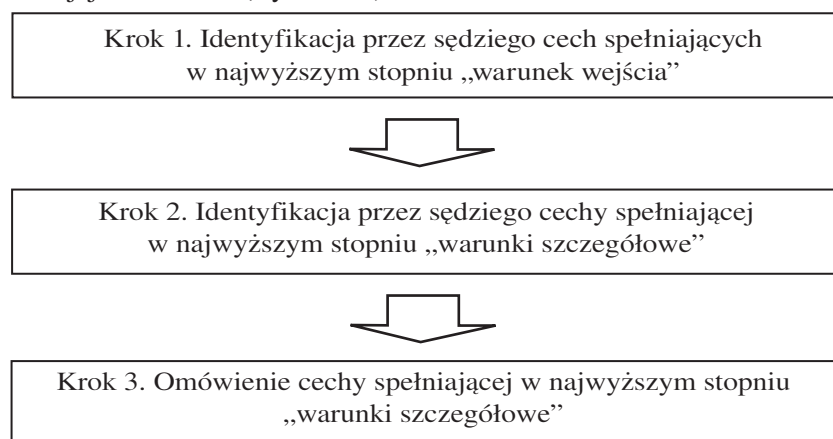 Krok 1. Identyfikacja przez sędziego cech spełniających
w najwyższym stopniu „warunek wejścia”
Krok 2. Identyfikacja przez sędziego cechy spełniającej
w najwyższym stopniu „warunki szczegółowe”
Krok 3. Omówienie cechy spełniającej w najwyższym stopniu
„warunki szczegółowe”